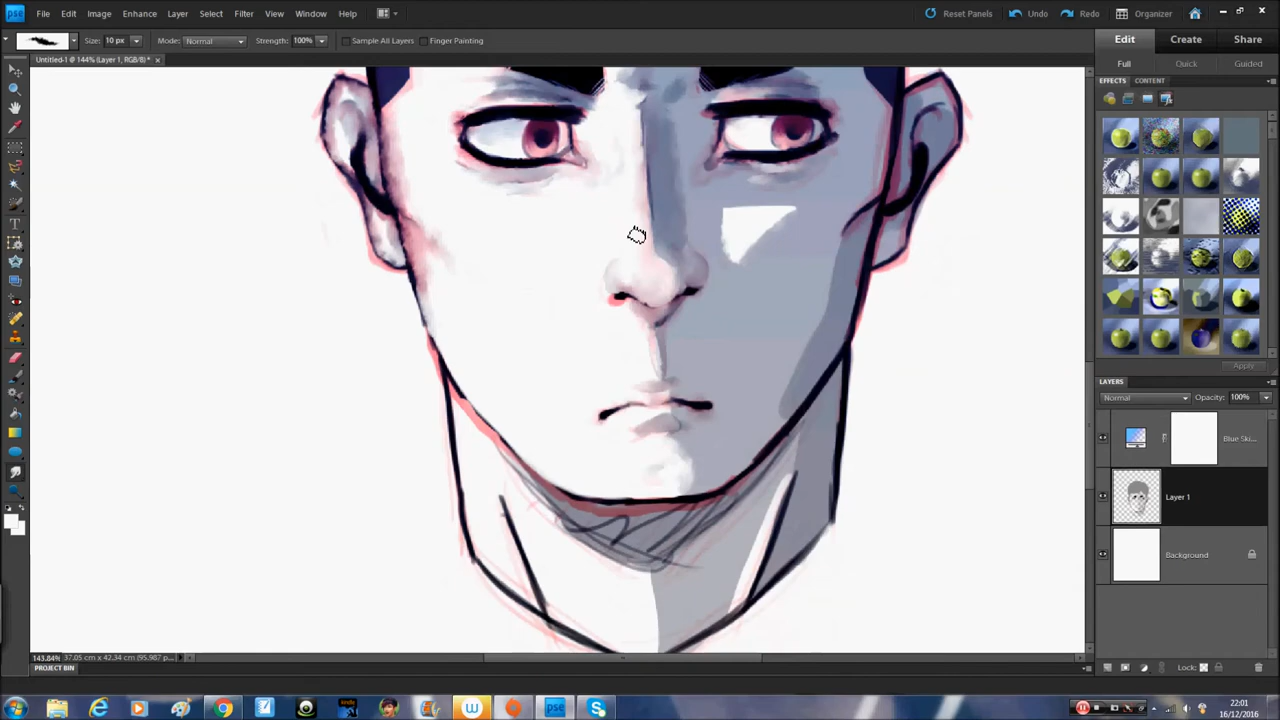 pse File Edit Image Enhance Layer Select Filter View Window Help Reset Panels Undo Redo Organizer
Size: 10 px Mode: Normal Strength: 100% Sample All Layers Finger Painting Edit Create Share
Untitled-1 @ 144% (Layer 1, RGB/8) * × Full Quick Guided
EFFECTS CONTENT
Apply
LAYERS
Normal Opacity: 100%
Blue Ski...
Layer 1
Background
143.84% 37.05 cm x 42.34 cm (95.987 p...
PROJECT BIN Lock:
22:01
16/12/2016